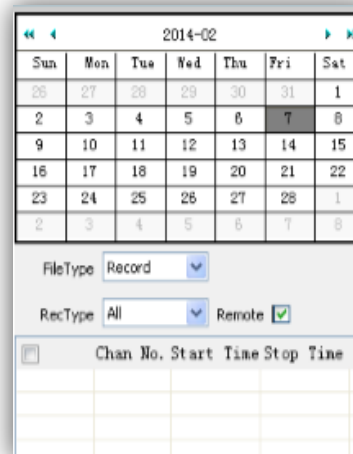 2014-02
Sun Mon Tue Wed Thu Fri Sat
26 27 28 29 30 31 1
2 3 4 5 6 7 8
9 10 11 12 13 14 15
16 17 18 19 20 21 22
23 24 25 26 27 28 1
2 3 4 5 6 7 8
FileType Record
RecType All Remote
Chan No. Start Time Stop Time